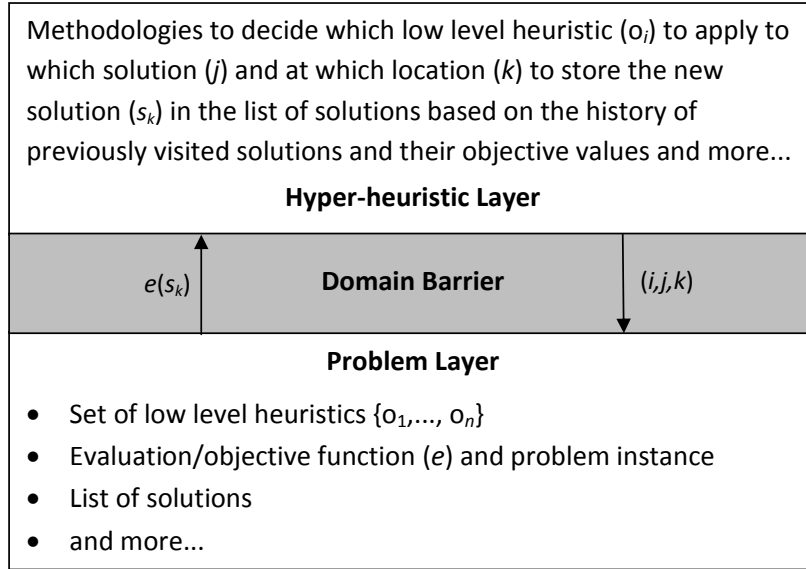 Methodologies to decide which low level heuristic (oᵢ) to apply to
which solution (j) and at which location (k) to store the new
solution (sₖ) in the list of solutions based on the history of
previously visited solutions and their objective values and more...
Hyper-heuristic Layer
e(sₖ) Domain Barrier (i,j,k)
Problem Layer
• Set of low level heuristics {o₁,..., oₙ}
• Evaluation/objective function (e) and problem instance
• List of solutions
• and more...